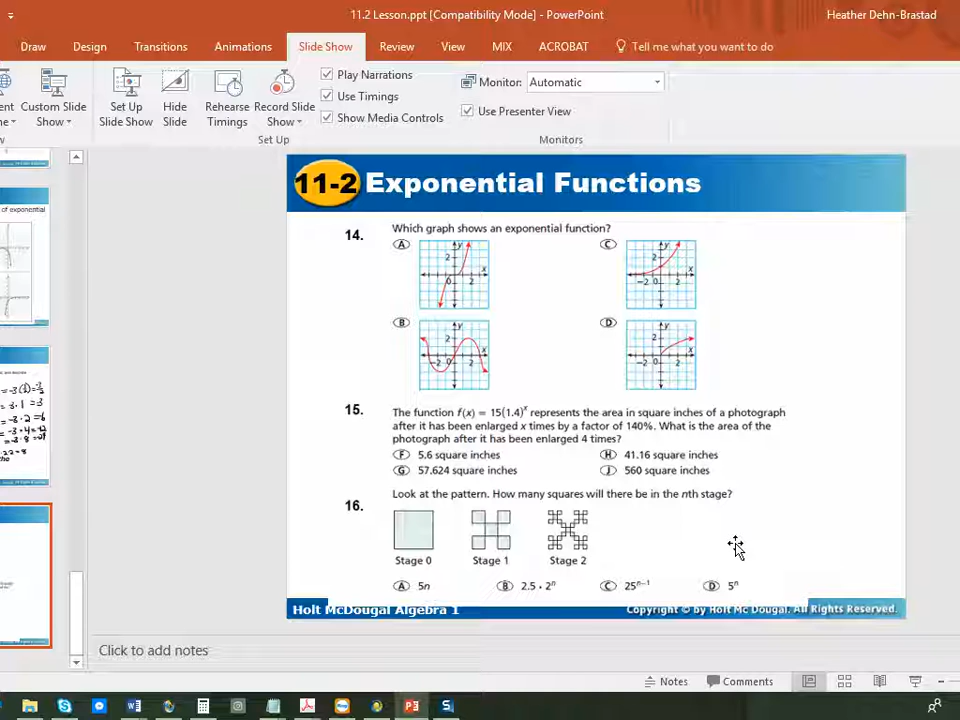 11.2 Lesson.ppt [Compatibility Mode] - PowerPoint
Heather Dehn-Brastad
Draw Design Transitions Animations Slide Show Review View MIX ACROBAT Tell me what you want to do
Custom Slide Show
Set Up Slide Show
Hide Slide
Rehearse Timings
Record Slide Show
Play Narrations
Use Timings
Show Media Controls
Monitor: Automatic
Use Presenter View
Set Up
Monitors
of exponential
11-2 Exponential Functions
14. Which graph shows an exponential function?
A
C
B
D
15. The function f(x) = 15(1.4)^x represents the area in square inches of a photograph
after it has been enlarged x times by a factor of 140%. What is the area of the
photograph after it has been enlarged 4 times?
F 5.6 square inches H 41.16 square inches
G 57.624 square inches J 560 square inches
16. Look at the pattern. How many squares will there be in the nth stage?
Stage 0 Stage 1 Stage 2
A 5n B 2.5 · 2^n C 25^{n−1} D 5^n
Holt McDougal Algebra 1
Copyright © by Holt Mc Dougal. All Rights Reserved.
Click to add notes
Notes Comments